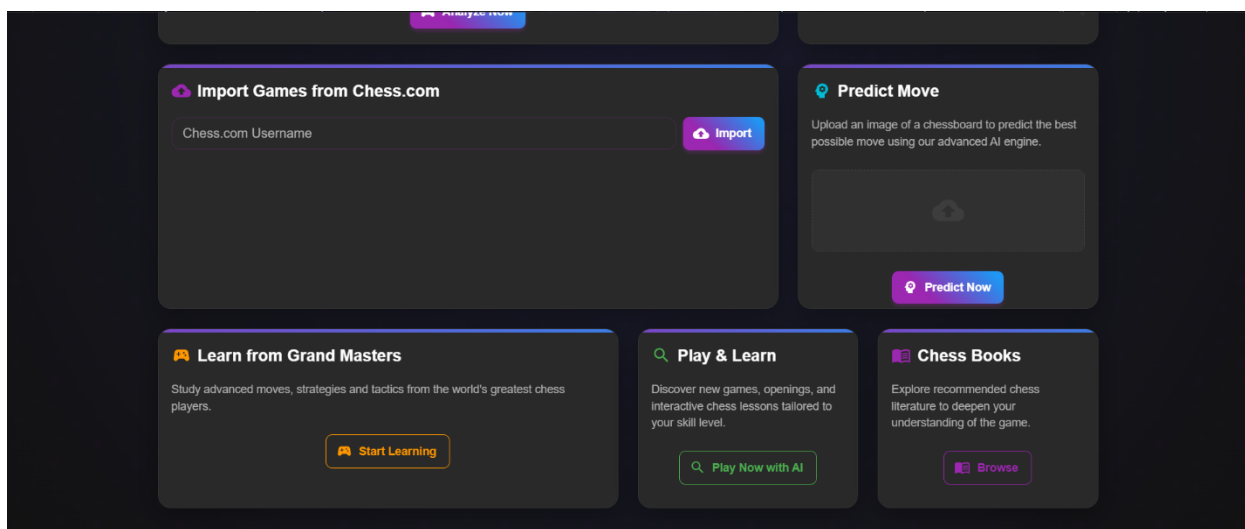 Analyze Now
Import Games from Chess.com
Chess.com Username
Import
Predict Move
Upload an image of a chessboard to predict the best
possible move using our advanced AI engine.
Predict Now
Learn from Grand Masters
Study advanced moves, strategies and tactics from the world's greatest chess
players.
Start Learning
Play & Learn
Discover new games, openings, and
interactive chess lessons tailored to
your skill level.
Play Now with AI
Chess Books
Explore recommended chess
literature to deepen your
understanding of the game.
Browse